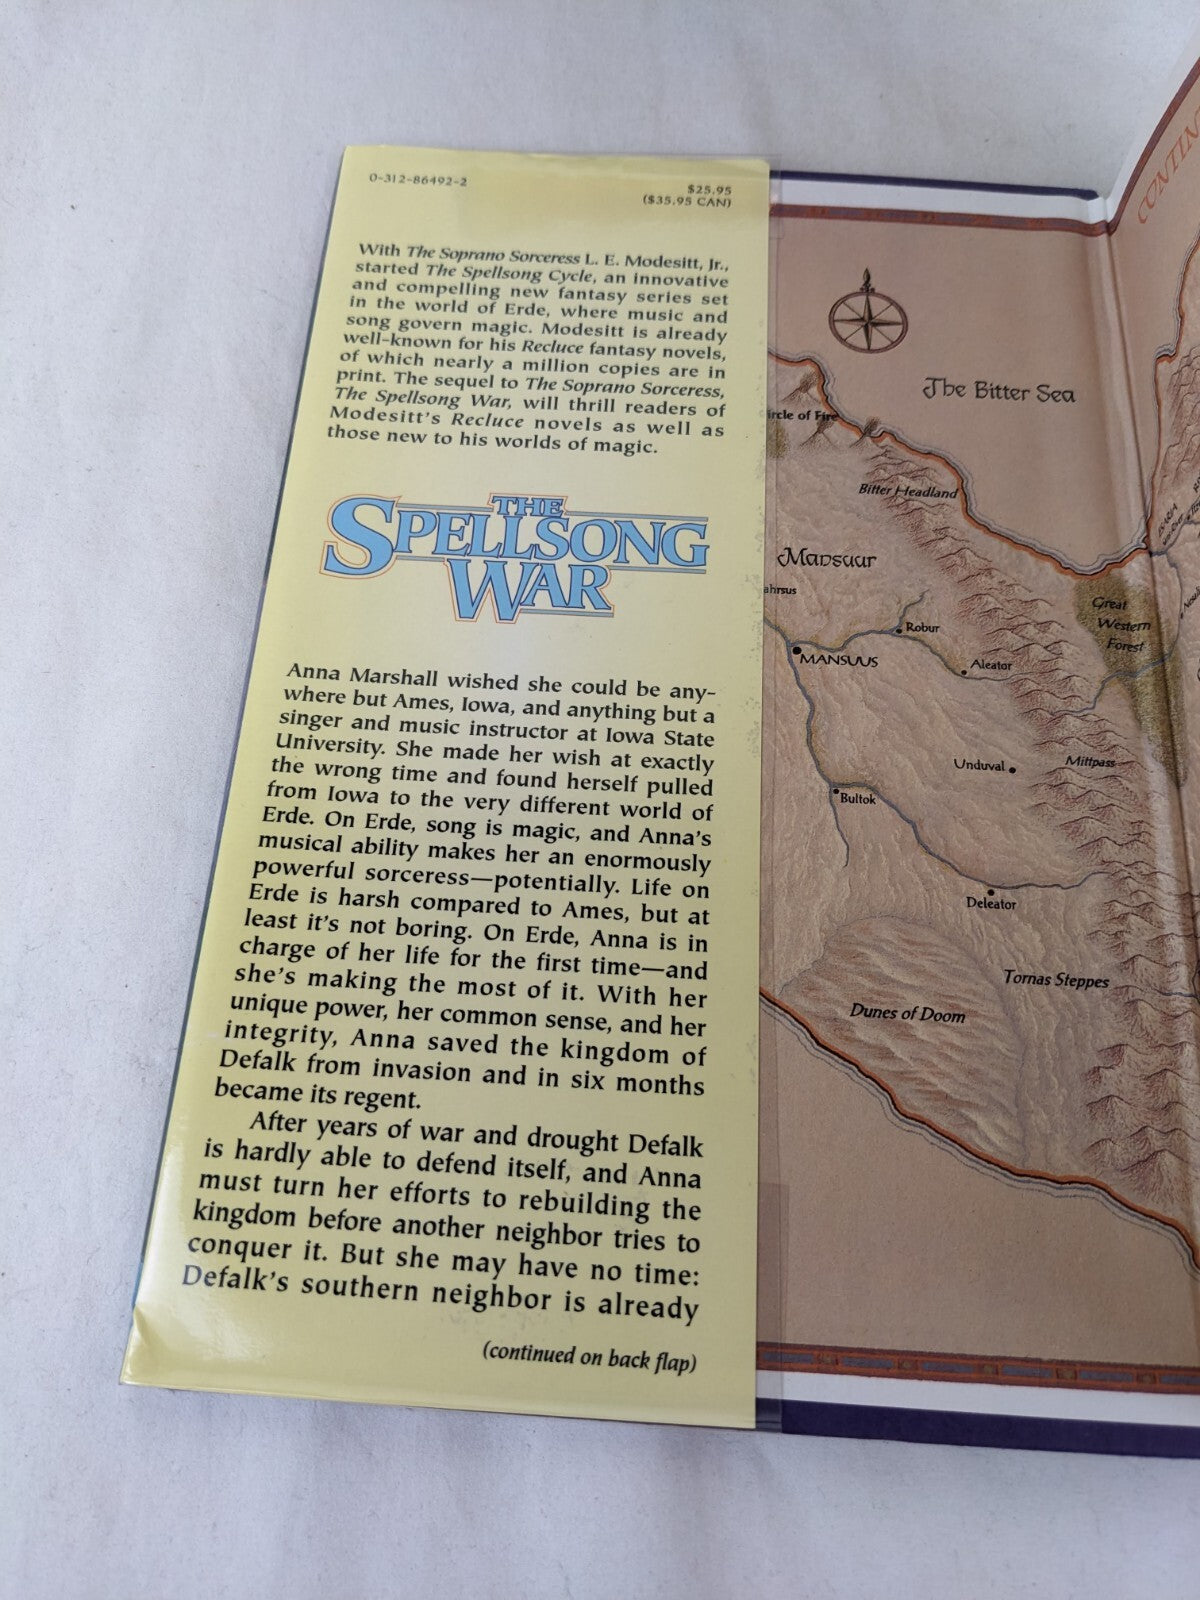 0-312-86492-2
$25.95
($35.95 CAN)
With The Soprano Sorceress L. E. Modesitt, Jr.,
started The Spellsong Cycle, an innovative
and compelling new fantasy series set
in the world of Erde, where music and
song govern magic. Modesitt is already
well-known for his Recluce fantasy novels,
of which nearly a million copies are in
print. The sequel to The Soprano Sorceress,
The Spellsong War, will thrill readers of
Modesitt's Recluce novels as well as
those new to his worlds of magic.
THE
SPELLSONG
WAR
Anna Marshall wished she could be any-
where but Ames, Iowa, and anything but a
singer and music instructor at Iowa State
University. She made her wish at exactly
the wrong time and found herself pulled
from Iowa to the very different world of
Erde. On Erde, song is magic, and Anna's
musical ability makes her an enormously
powerful sorceress—potentially. Life on
Erde is harsh compared to Ames, but at
least it's not boring. On Erde, Anna is in
charge of her life for the first time—and
she's making the most of it. With her
unique power, her common sense, and her
integrity, Anna saved the kingdom of
Defalk from invasion and in six months
became its regent.
After years of war and drought Defalk
is hardly able to defend itself, and Anna
must turn her efforts to rebuilding the
kingdom before another neighbor tries to
conquer it. But she may have no time:
Defalk's southern neighbor is already
(continued on back flap)
The Bitter Sea
ircle of Fire
Bitter Headland
Mansuur
ahrsus
Great
Western
Forest
Robur
MANSUUS
Aleator
Unduval
Mittpass
Bultok
Deleator
Tornas Steppes
Dunes of Doom